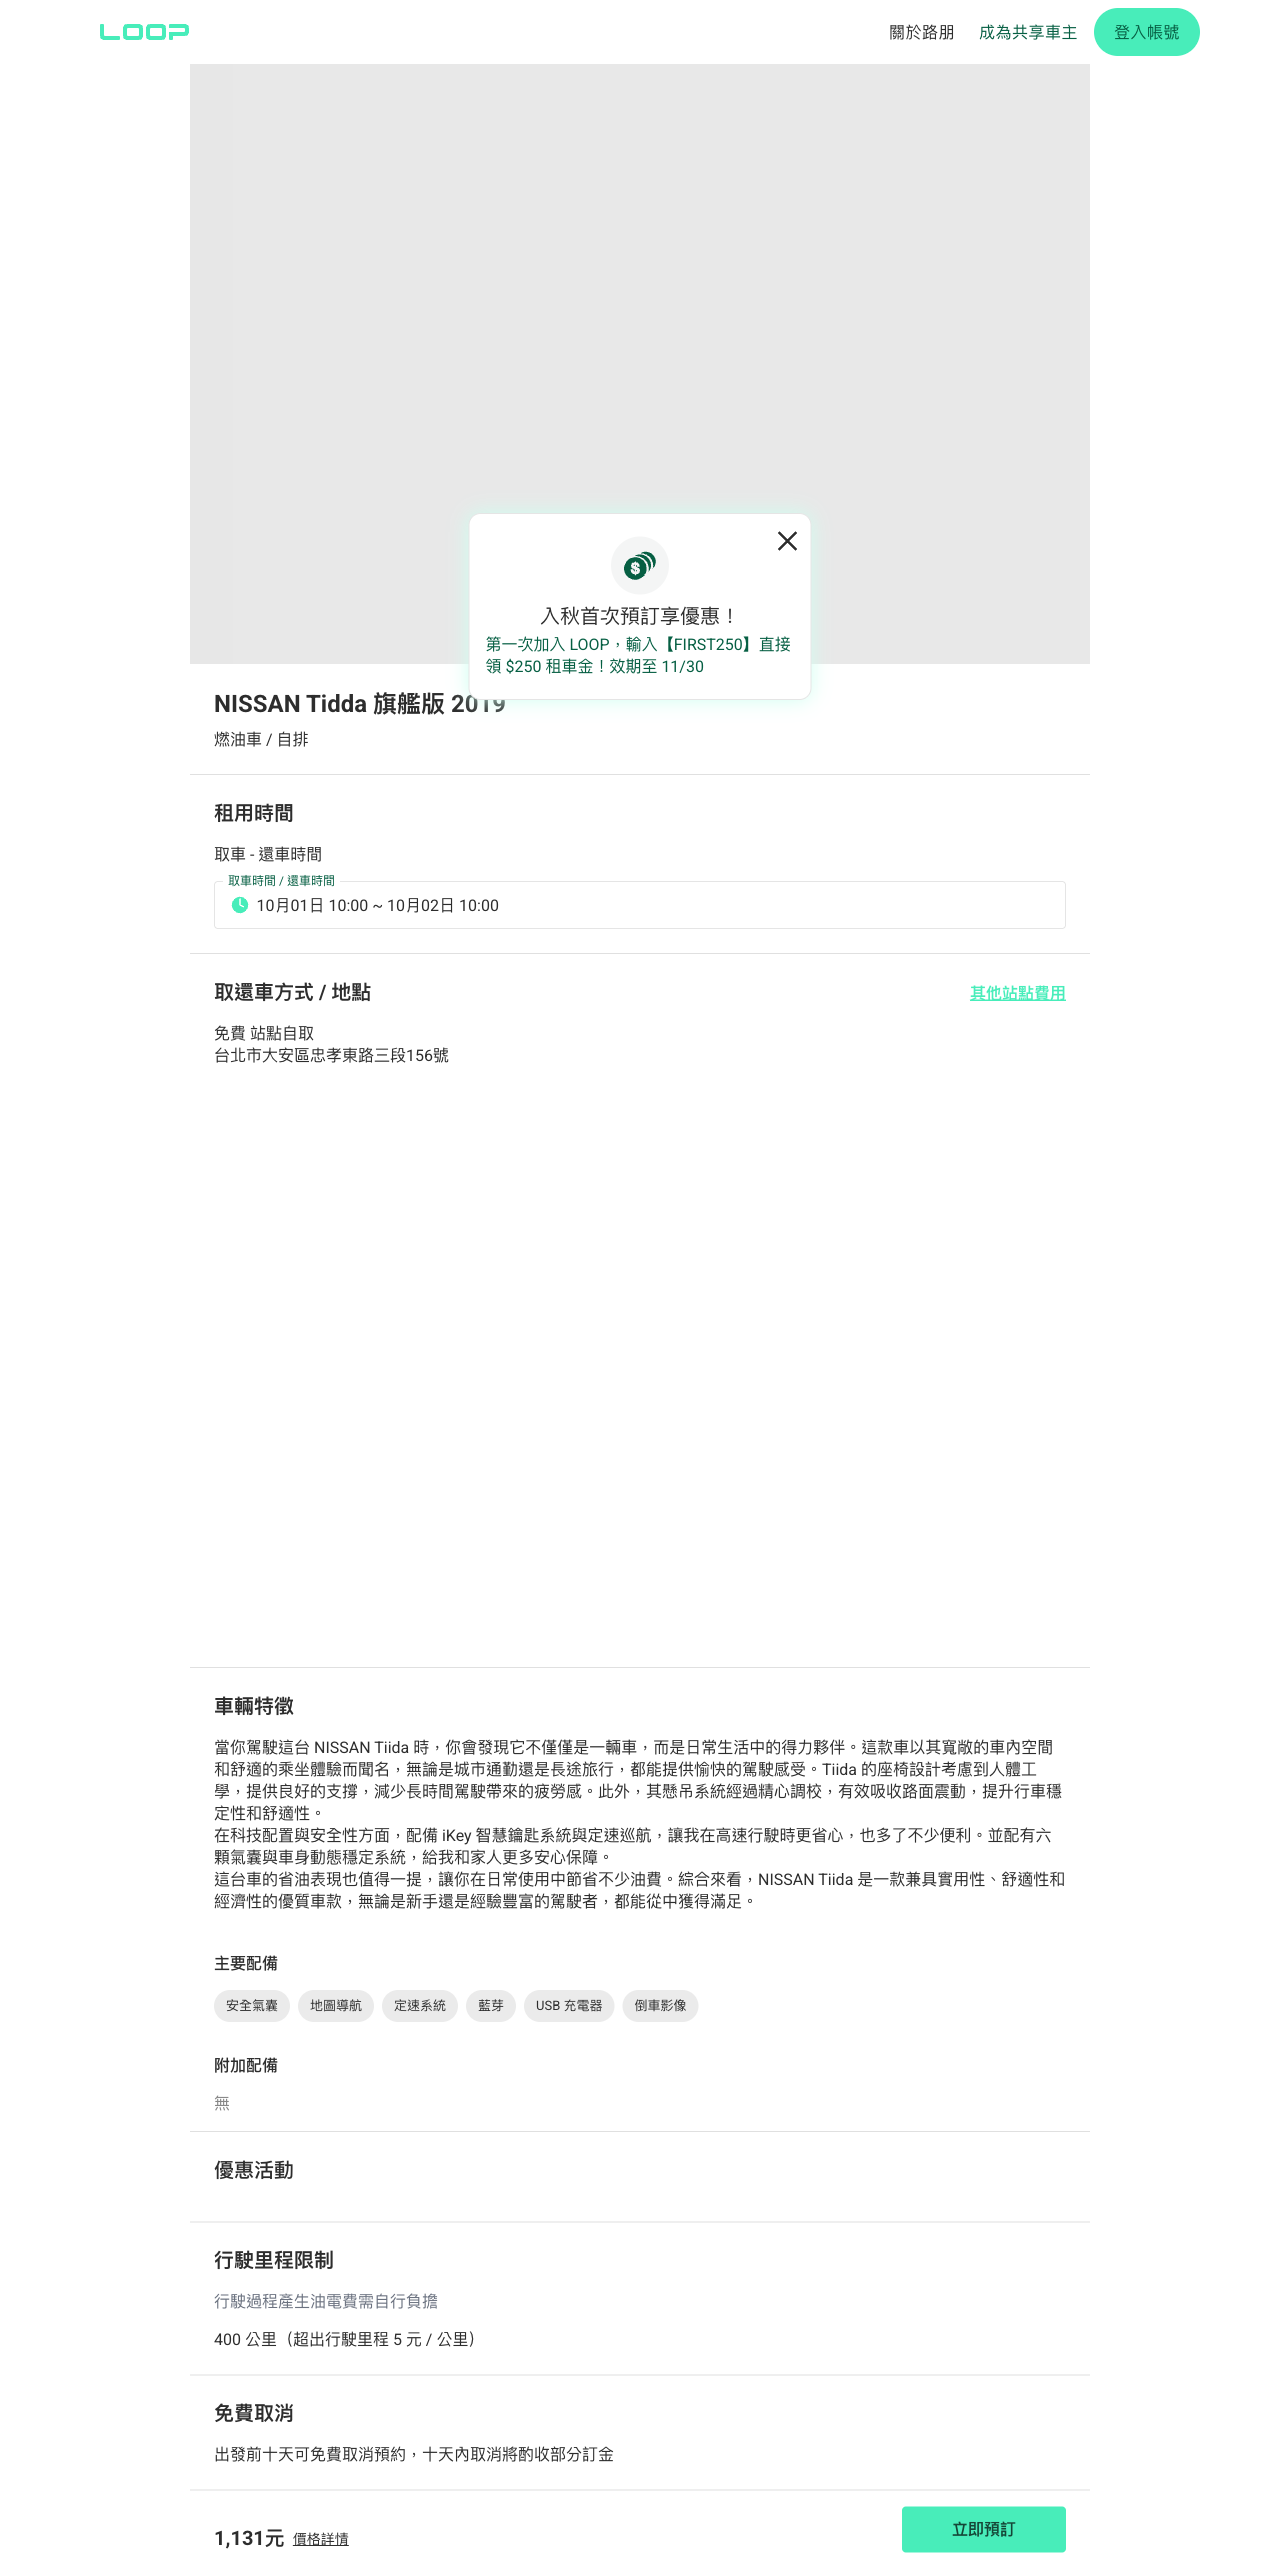 LOOP
關於路朋
成為共享車主
登入帳號
入秋首次預訂享優惠！
第一次加入 LOOP，輸入【FIRST250】直接
領 $250 租車金！效期至 11/30
NISSAN Tidda 旗艦版 2019
燃油車 / 自排
租用時間
取車 - 還車時間
取車時間 / 還車時間
10月01日 10:00 ~ 10月02日 10:00
取還車方式 / 地點
其他站點費用
免費 站點自取
台北市大安區忠孝東路三段156號
車輛特徵
當你駕駛這台 NISSAN Tiida 時，你會發現它不僅僅是一輛車，而是日常生活中的得力夥伴。這款車以其寬敞的車內空間
和舒適的乘坐體驗而聞名，無論是城市通勤還是長途旅行，都能提供愉快的駕駛感受。Tiida 的座椅設計考慮到人體工
學，提供良好的支撐，減少長時間駕駛帶來的疲勞感。此外，其懸吊系統經過精心調校，有效吸收路面震動，提升行車穩
定性和舒適性。
在科技配置與安全性方面，配備 iKey 智慧鑰匙系統與定速巡航，讓我在高速行駛時更省心，也多了不少便利。並配有六
顆氣囊與車身動態穩定系統，給我和家人更多安心保障。
這台車的省油表現也值得一提，讓你在日常使用中節省不少油費。綜合來看，NISSAN Tiida 是一款兼具實用性、舒適性和
經濟性的優質車款，無論是新手還是經驗豐富的駕駛者，都能從中獲得滿足。
主要配備
安全氣囊
地圖導航
定速系統
藍芽
USB 充電器
倒車影像
附加配備
無
優惠活動
行駛里程限制
行駛過程產生油電費需自行負擔
400 公里（超出行駛里程 5 元 / 公里）
免費取消
出發前十天可免費取消預約，十天內取消將酌收部分訂金
1,131元
價格詳情
立即預訂